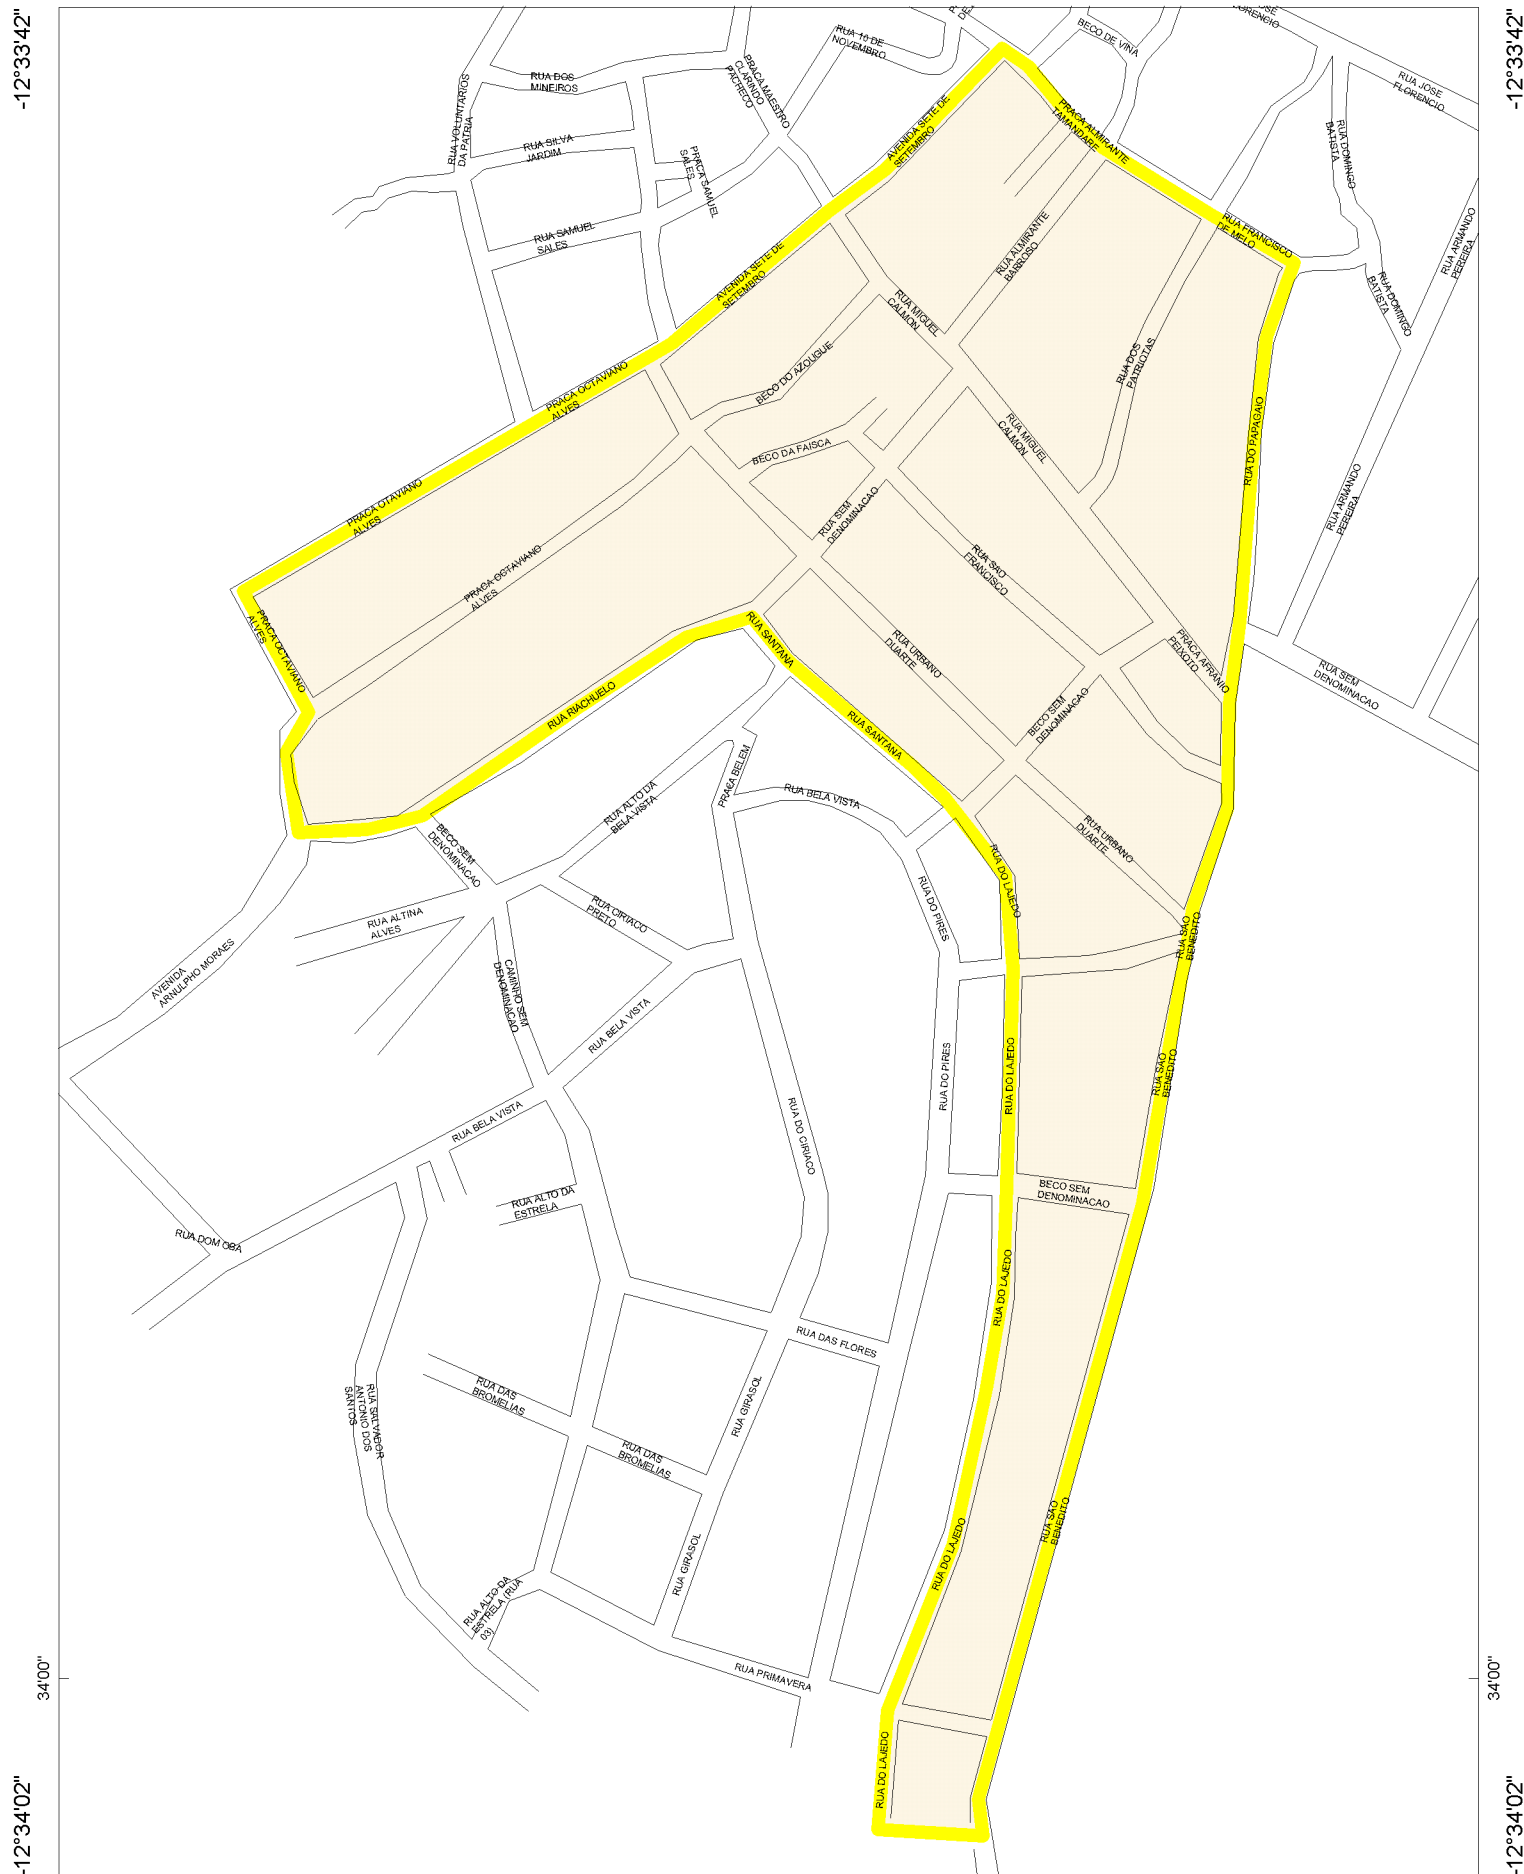 -12°33'42"
-12°33'42"
JOSE
FLORENCIO
BECO DE VINA
RUA 10 DE
NOVEMBRO
RUA JOSE
FLORENCIO
RUA DOS
MINEIROS
PRACA MAESTRO
CLARINDO
PACHECO
RUA VOLUNTARIOS
DA PATRIA
AVENIDA SETE DE
SETEMBRO
PRACA ALMIRANTE
TAMANDARE
RUA DOMINGO
BATISTA
RUA SILVA
JARDIM
PRACA SAMUEL
SALES
RUA SAMUEL
SALES
RUA ALMIRANTE
BARROSO
RUA FRANCISCO
DE MELO
RUA ARMANDO
PEREIRA
AVENIDA SETE DE
SETEMBRO
RUA DOMINGO
BATISTA
RUA MIGUEL
CALMON
RUA DOS
PATRIOTAS
BECO DO AZOUGUE
PRACA OCTAVIANO
ALVES
RUA MIGUEL
CALMON
RUA DO PAPAGAIO
BECO DA FAISCA
PRACA OTAVIANO
ALVES
RUA SEM
DENOMINACAO
RUA ARMANDO
PEREIRA
PRACA OCTAVIANO
ALVES
RUA SAO
FRANCISCO
PRACA OCTAVIANO
ALVES
RUA SANTANA
RUA URBANO
DUARTE
PRACA AFRANIO
PEIXOTO
RUA SEM
DENOMINACAO
RUA RIACHUELO
RUA SANTANA
BECO SEM
DENOMINACAO
PRACA BELEM
RUA ALTO DA
BELA VISTA
RUA BELA VISTA
RUA URBANO
DUARTE
BECO SEM
DENOMINACAO
RUA DO LAJEDO
RUA ALTINA
ALVES
RUA CIRIACO
PRETO
RUA DO PIRES
RUA SAO
BENEDITO
AVENIDA
ARNULPHO MORAES
CAMINHO SEM
DENOMINACAO
RUA BELA VISTA
RUA DO PIRES
RUA DO LAJEDO
RUA SAO
BENEDITO
RUA BELA VISTA
RUA DO CIRIACO
RUA ALTO DA
ESTRELA
BECO SEM
DENOMINACAO
RUA DOM OBA
RUA DO LAJEDO
RUA DAS FLORES
RUA SALVADOR
ANTONIO DOS
SANTOS
RUA DAS
BROMELIAS
RUA GIRASOL
RUA DAS
BROMELIAS
RUA SAO
BENEDITO
RUA DO LAJEDO
RUA GIRASOL
RUA ALTO DA
ESTRELA (RUA
03)
RUA PRIMAVERA
34'00"
34'00"
RUA DO LAJEDO
-12°34'02"
-12°34'02"